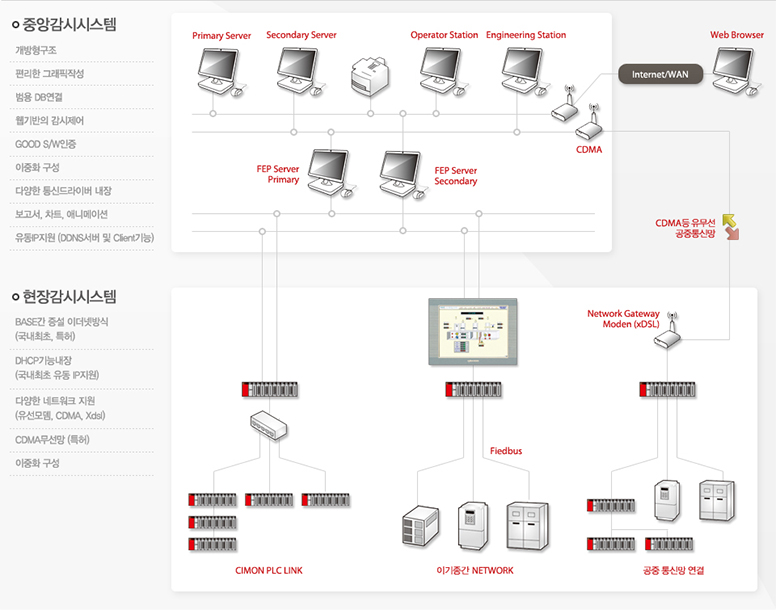 중앙감시시스템
개방형구조
편리한 그래픽작성
범용 DB연결
웹기반의 감시제어
GOOD S/W인증
이중화 구성
다양한 통신드라이버 내장
보고서, 차트, 애니메이션
유동IP지원 (DDNS서버 및 Client기능)
Primary Server
Secondary Server
Operator Station
Engineering Station
Web Browser
Internet/WAN
CDMA
FEP Server
Primary
FEP Server
Secondary
CDMA등 유무선
공중통신망
현장감시시스템
BASE간 증설 이더넷방식
(국내최초, 특허)
DHCP기능내장
(국내최초 유동 IP지원)
다양한 네트워크 지원
(유선모뎀, CDMA, Xdsl)
CDMA무선망 (특허)
이중화 구성
Network Gateway
Moden (xDSL)
Fiedbus
CIMON PLC LINK
이기종간 NETWORK
공중 통신망 연결